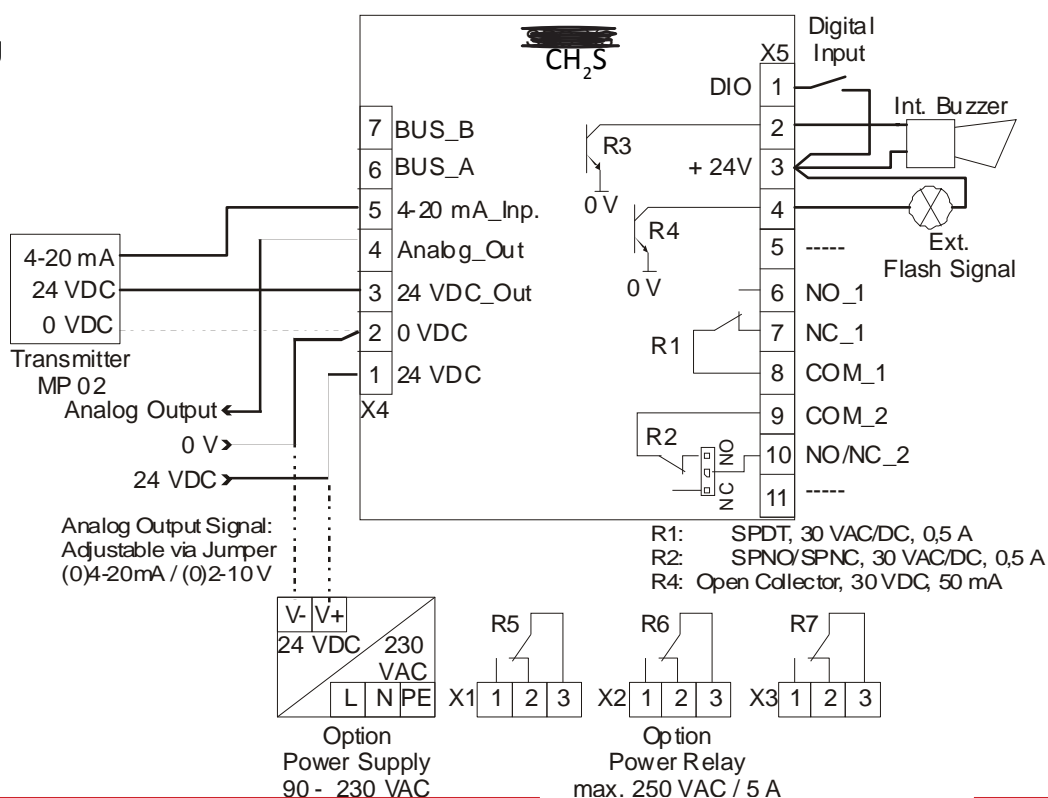 CH2S
Digital
Input
X5
DIO 1
2
+ 24V 3
4
5 -----
6 NO_1
7 NC_1
8 COM_1
9 COM_2
10 NO/NC_2
11 -----
Int. Buzzer
Ext.
Flash Signal
R3
0 V
R4
0 V
R1
R2
NO
NC
7 BUS_B
6 BUS_A
5 4-20 mA_Inp.
4 Analog_Out
3 24 VDC_Out
2 0 VDC
1 24 VDC
X4
4-20 mA
24 VDC
0 VDC
Transmitter
MP 02
Analog Output
0 V
24 VDC
Analog Output Signal:
Adjustable via Jumper
(0)4-20mA / (0)2-10 V
R1: SPDT, 30 VAC/DC, 0,5 A
R2: SPNO/SPNC, 30 VAC/DC, 0,5 A
R4: Open Collector, 30 VDC, 50 mA
V- V+
24 VDC
230
VAC
L N PE
Option
Power Supply
90 - 230 VAC
R5
X1 1 2 3
R6
X2 1 2 3
R7
X3 1 2 3
Option
Power Relay
max. 250 VAC / 5 A